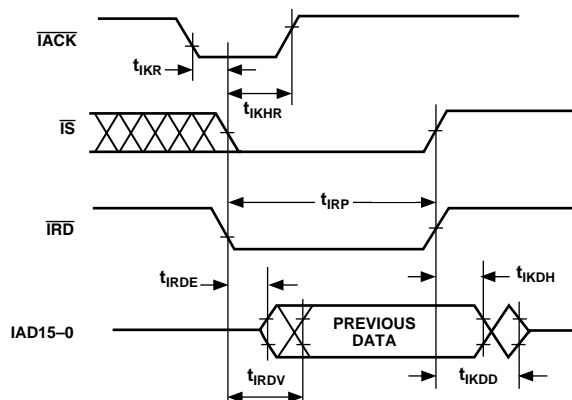 IACK
tIKR
tIKHR
IS
tIRP
IRD
tIRDE
tIKDH
IAD15–0
PREVIOUS
DATA
tIRDV
tIKDD